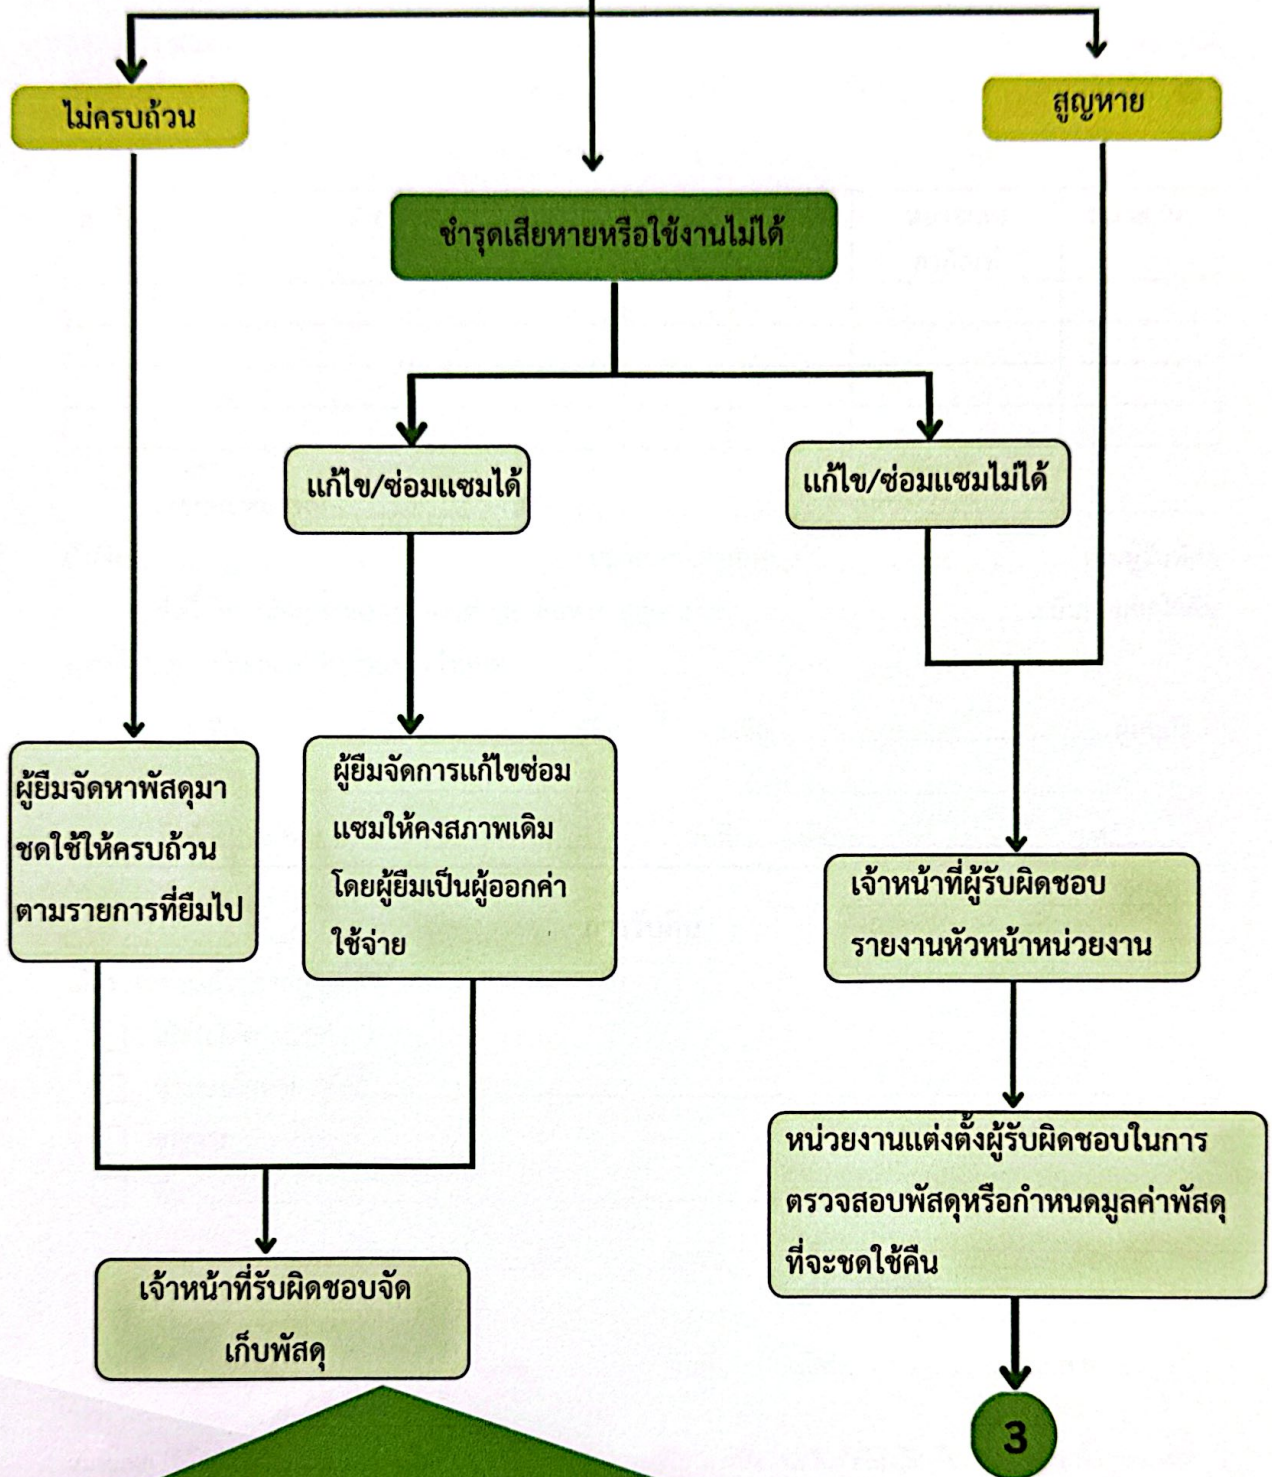 ไม่ครบถ้วน
สูญหาย
ชำรุดเสียหายหรือใช้งานไม่ได้
แก้ไข/ซ่อมแซมได้
แก้ไข/ซ่อมแซมไม่ได้
ผู้ยืมจัดหาพัสดุมา
ชดใช้ให้ครบถ้วน
ตามรายการที่ยืมไป
ผู้ยืมจัดการแก้ไขซ่อม
แซมให้คงสภาพเดิม
โดยผู้ยืมเป็นผู้ออกค่า
ใช้จ่าย
เจ้าหน้าที่ผู้รับผิดชอบ
รายงานหัวหน้าหน่วยงาน
หน่วยงานแต่งตั้งผู้รับผิดชอบในการ
ตรวจสอบพัสดุหรือกำหนดมูลค่าพัสดุ
ที่จะชดใช้คืน
เจ้าหน้าที่รับผิดชอบจัด
เก็บพัสดุ
3